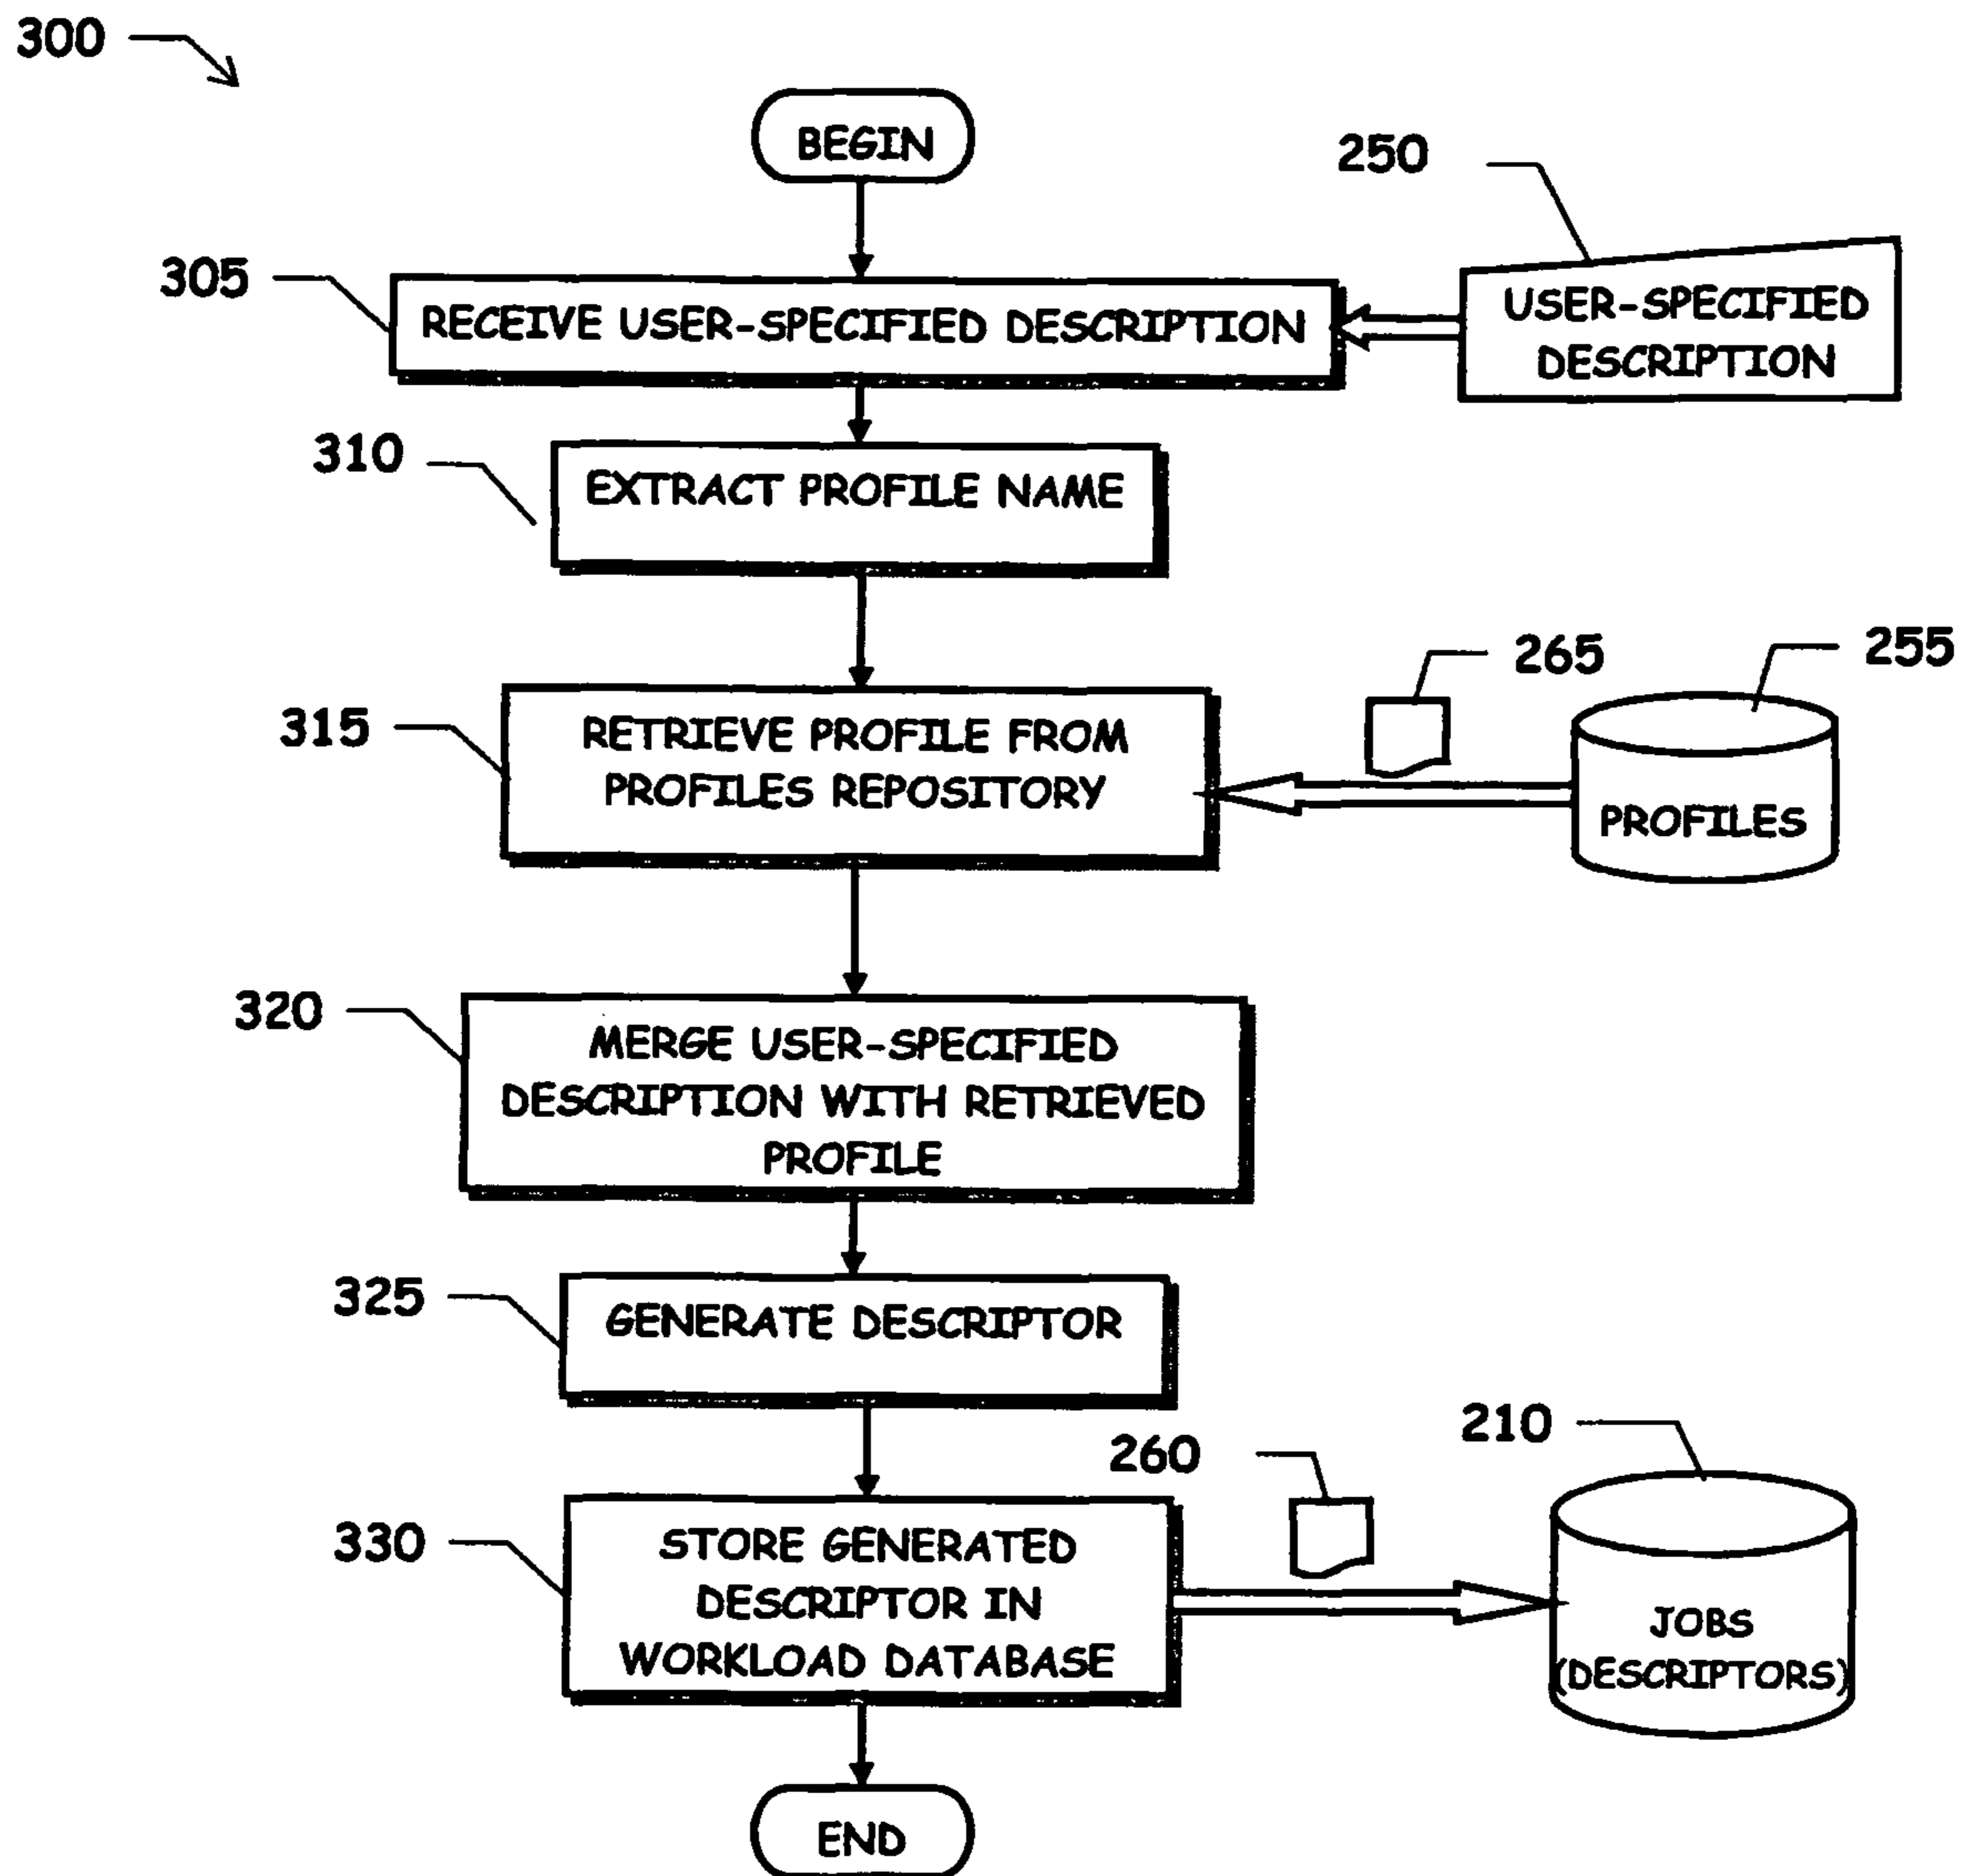 300
BEGIN
250
305
RECEIVE USER-SPECIFIED DESCRIPTION
USER-SPECIFIED
DESCRIPTION
310
EXTRACT PROFILE NAME
265
255
315
RETRIEVE PROFILE FROM
PROFILES REPOSITORY
PROFILES
320
MERGE USER-SPECIFIED
DESCRIPTION WITH RETRIEVED
PROFILE
325
GENERATE DESCRIPTOR
260
210
330
STORE GENERATED
DESCRIPTOR IN
WORKLOAD DATABASE
JOBS
(DESCRIPTORS)
END